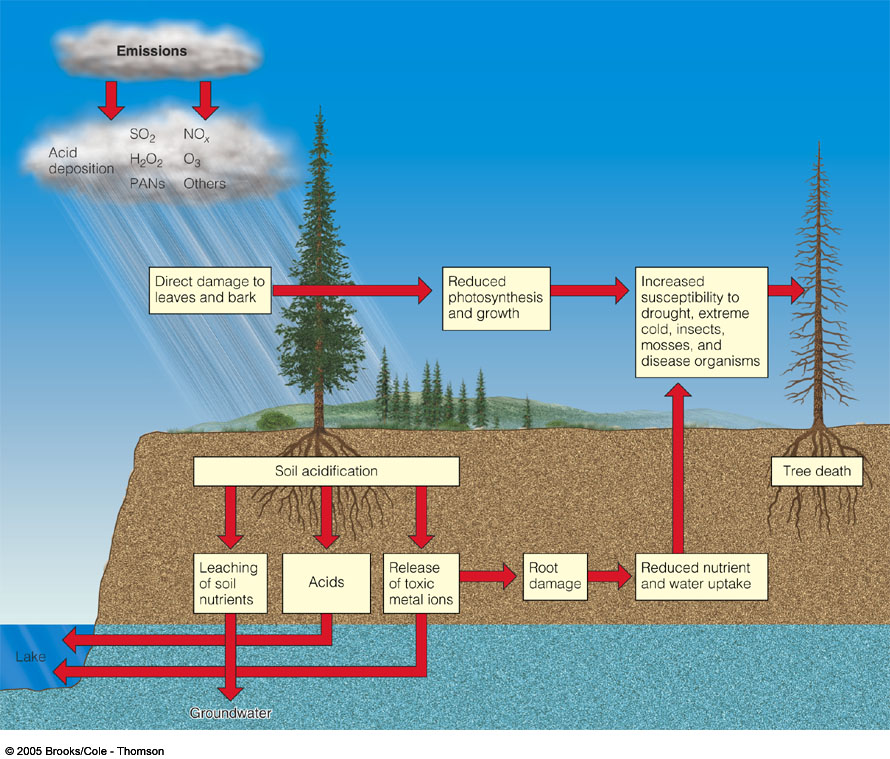 Emissions
Acid
deposition
SO₂ NOₓ
H₂O₂ O₃
PANs Others
Direct damage to
leaves and bark
Reduced
photosynthesis
and growth
Increased
susceptibility to
drought, extreme
cold, insects,
mosses, and
disease organisms
Soil acidification
Tree death
Leaching
of soil
nutrients
Acids
Release
of toxic
metal ions
Root
damage
Reduced nutrient
and water uptake
Lake
Groundwater
© 2005 Brooks/Cole - Thomson